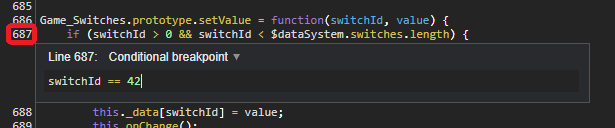 685
686 Game_Switches.prototype.setValue = function(switchId, value) {
687 if (switchId > 0 && switchId < $dataSystem.switches.length) {
Line 687: Conditional breakpoint ▼
switchId == 42
688 this._data[switchId] = value;
689 this.onChange();